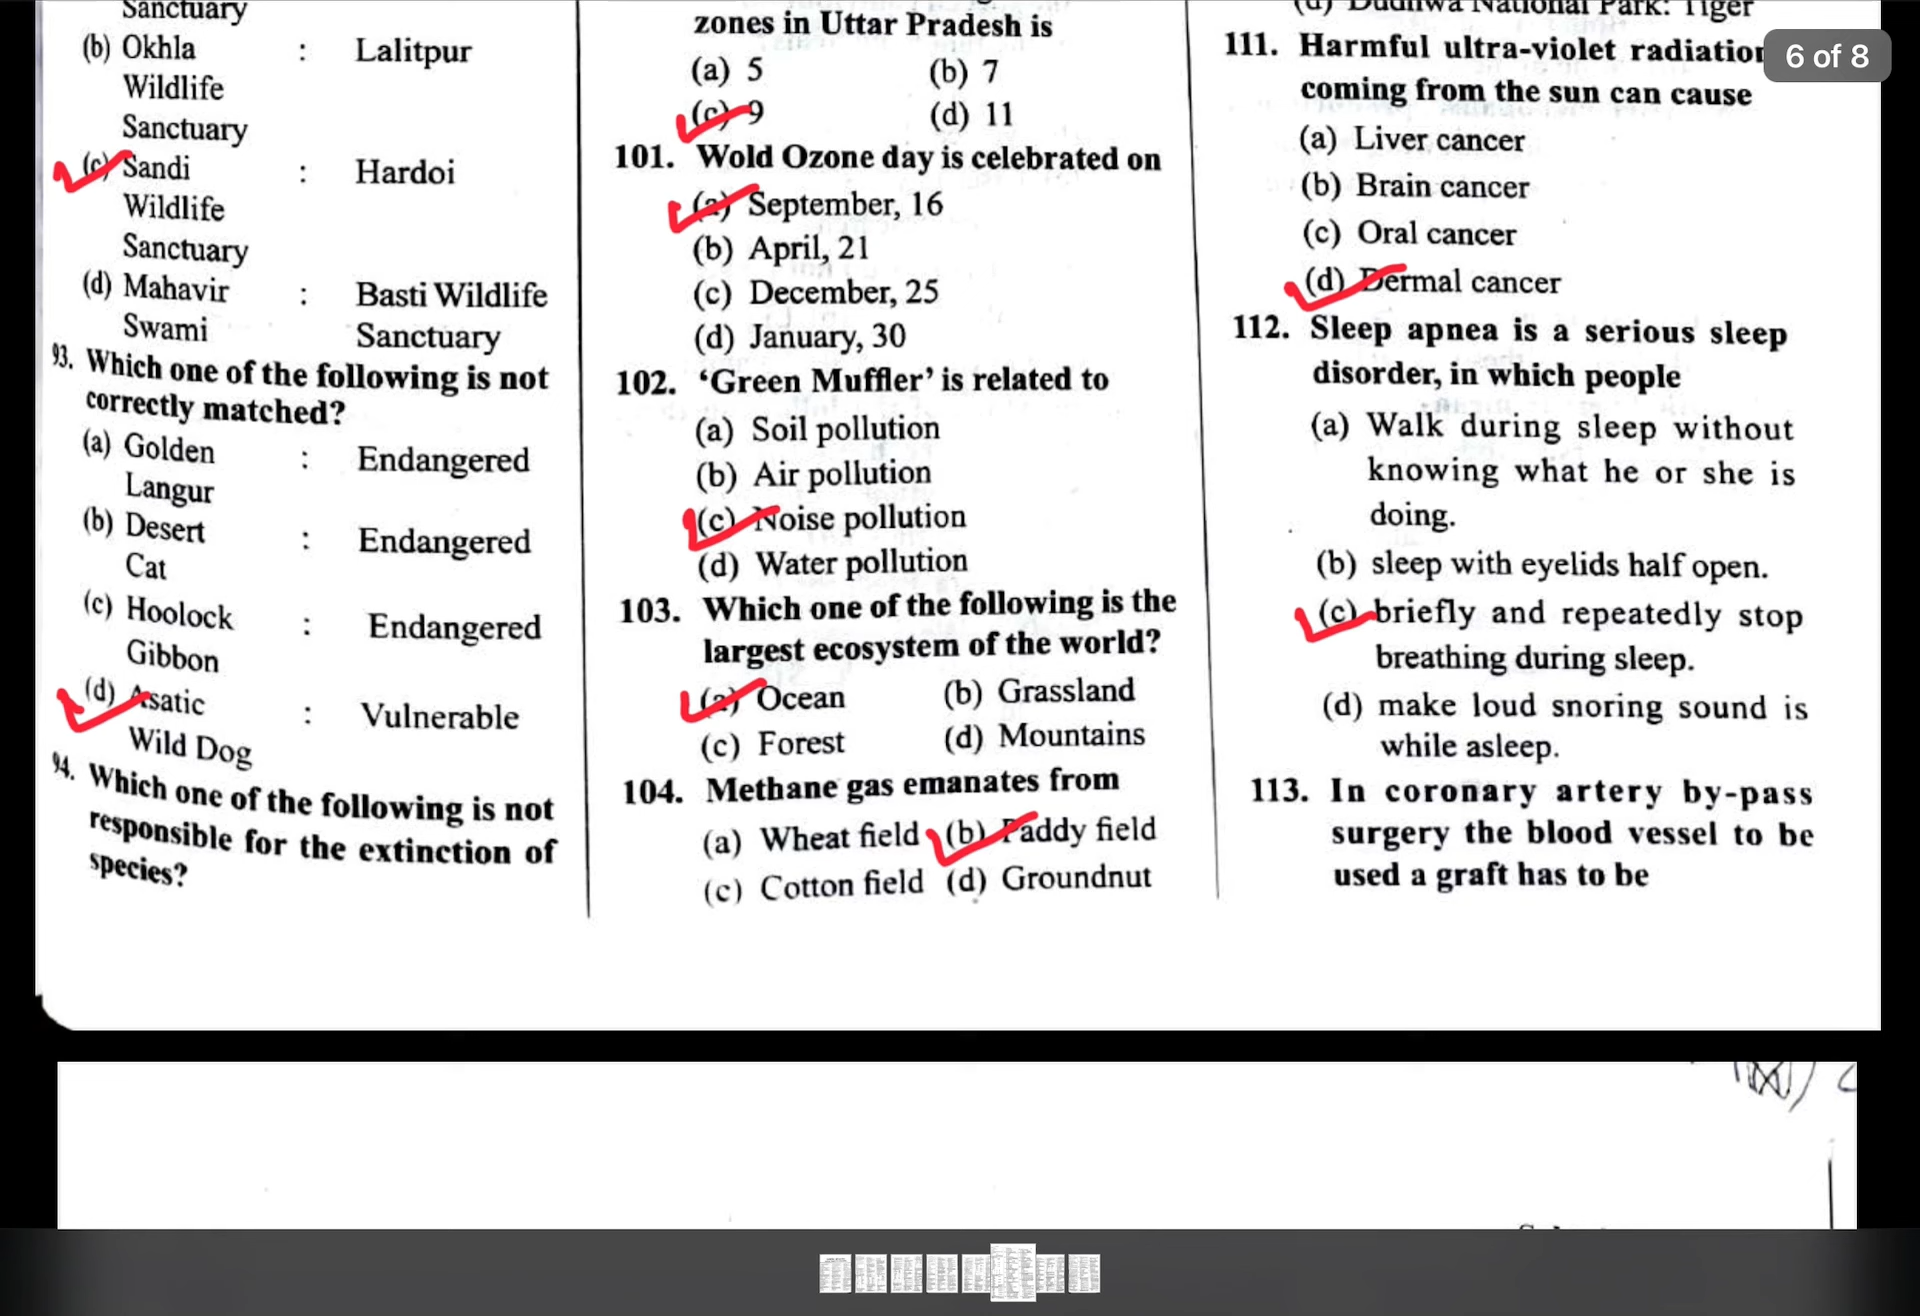 Sanctuary
(b) Okhla : Lalitpur
Wildlife
Sanctuary
(c) Sandi : Hardoi
Wildlife
Sanctuary
(d) Mahavir : Basti Wildlife
Swami Sanctuary
93. Which one of the following is not
correctly matched?
(a) Golden : Endangered
Langur
(b) Desert : Endangered
Cat
(c) Hoolock : Endangered
Gibbon
(d) Asatic : Vulnerable
Wild Dog
94. Which one of the following is not
responsible for the extinction of
species?
zones in Uttar Pradesh is
(a) 5 (b) 7
(c) 9 (d) 11
101. Wold Ozone day is celebrated on
(a) September, 16
(b) April, 21
(c) December, 25
(d) January, 30
102. ‘Green Muffler’ is related to
(a) Soil pollution
(b) Air pollution
(c) Noise pollution
(d) Water pollution
103. Which one of the following is the
largest ecosystem of the world?
(a) Ocean (b) Grassland
(c) Forest (d) Mountains
104. Methane gas emanates from
(a) Wheat field (b) Paddy field
(c) Cotton field (d) Groundnut
(d) Dudhwa National Park: Tiger
111. Harmful ultra-violet radiation
coming from the sun can cause
(a) Liver cancer
(b) Brain cancer
(c) Oral cancer
(d) Dermal cancer
112. Sleep apnea is a serious sleep
disorder, in which people
(a) Walk during sleep without
knowing what he or she is
doing.
(b) sleep with eyelids half open.
(c) briefly and repeatedly stop
breathing during sleep.
(d) make loud snoring sound is
while asleep.
113. In coronary artery by-pass
surgery the blood vessel to be
used a graft has to be
6 of 8